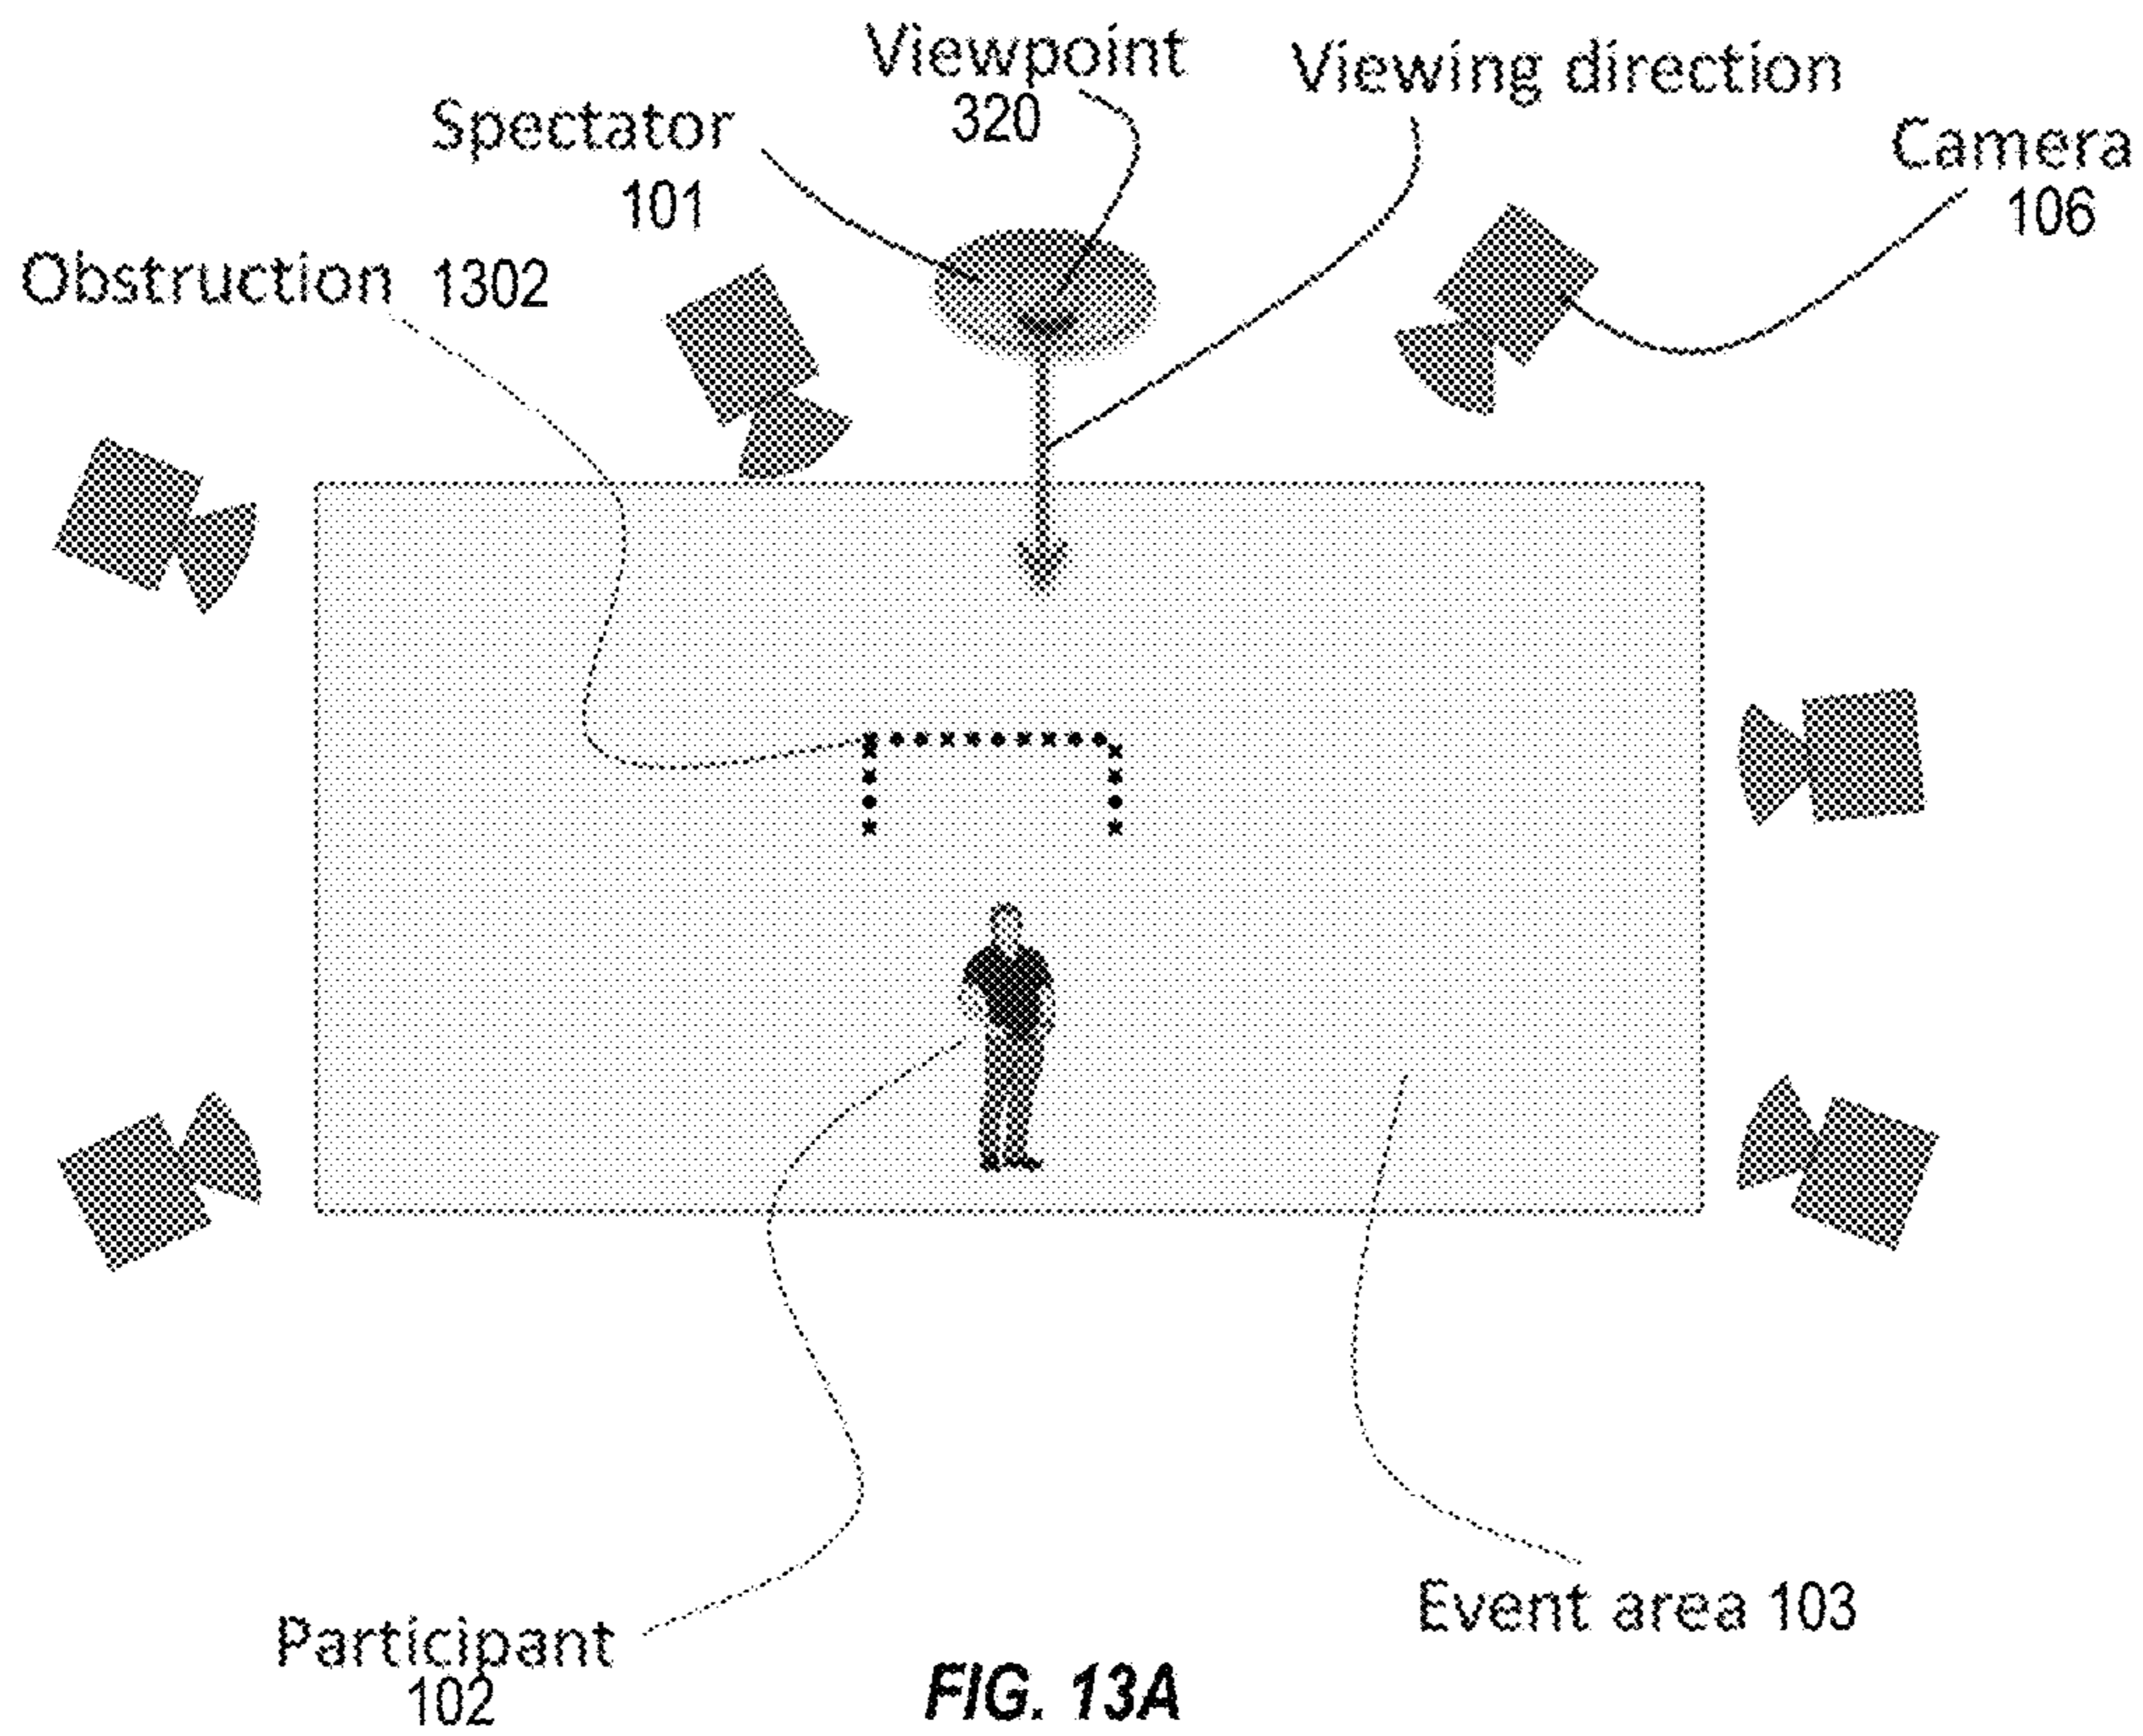 Viewpoint
320
Viewing direction
Spectator
101
Camera
106
Obstruction 1302
Event area 103
Participant
102
FIG. 13A